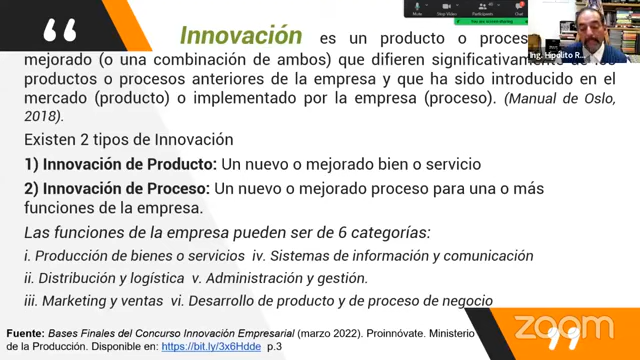 Innovación es un producto o proces
mejorado (o una combinación de ambos) que difieren significativam de los
productos o procesos anteriores de la empresa y que ha sido introducido en el
mercado (producto) o implementado por la empresa (proceso). (Manual de Oslo,
2018).
Existen 2 tipos de Innovación
1) Innovación de Producto: Un nuevo o mejorado bien o servicio
2) Innovación de Proceso: Un nuevo o mejorado proceso para una o más
funciones de la empresa.
Las funciones de la empresa pueden ser de 6 categorías:
i. Producción de bienes o servicios iv. Sistemas de información y comunicación
ii. Distribución y logística v. Administración y gestión.
iii. Marketing y ventas vi. Desarrollo de producto y de proceso de negocio
Fuente: Bases Finales del Concurso Innovación Empresarial (marzo 2022). Proinnóvate. Ministerio
de la Producción. Disponible en: https://bit.ly/3x6Hdde p.3
Ing. Hipolito R...
zoom